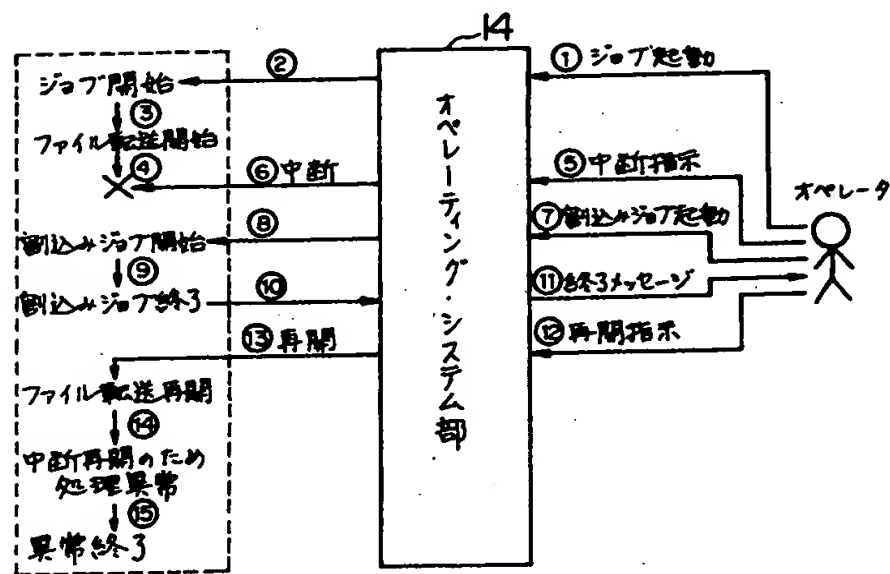 14
① ジョブ起動
②
ジョブ開始
③
ファイル転送開始
④
⑤ 中断指示
⑥ 中断
オペレータ
⑦ 割込みジョブ起動
⑧
割込みジョブ開始
⑨
割込みジョブ終了
⑩
⑪ 終了メッセージ
⑫ 再開指示
⑬ 再開
ファイル転送再開
⑭
中断再開のため
処理異常
⑮
異常終了
オペレーティング・システム部